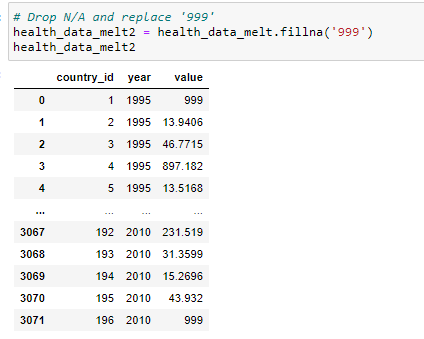 # Drop N/A and replace '999'
health_data_melt2 = health_data_melt.fillna('999')
health_data_melt2
country_id year value
0 1 1995 999
1 2 1995 13.9406
2 3 1995 46.7715
3 4 1995 897.182
4 5 1995 13.5168
... ... ... ...
3067 192 2010 231.519
3068 193 2010 31.3599
3069 194 2010 15.2696
3070 195 2010 43.932
3071 196 2010 999